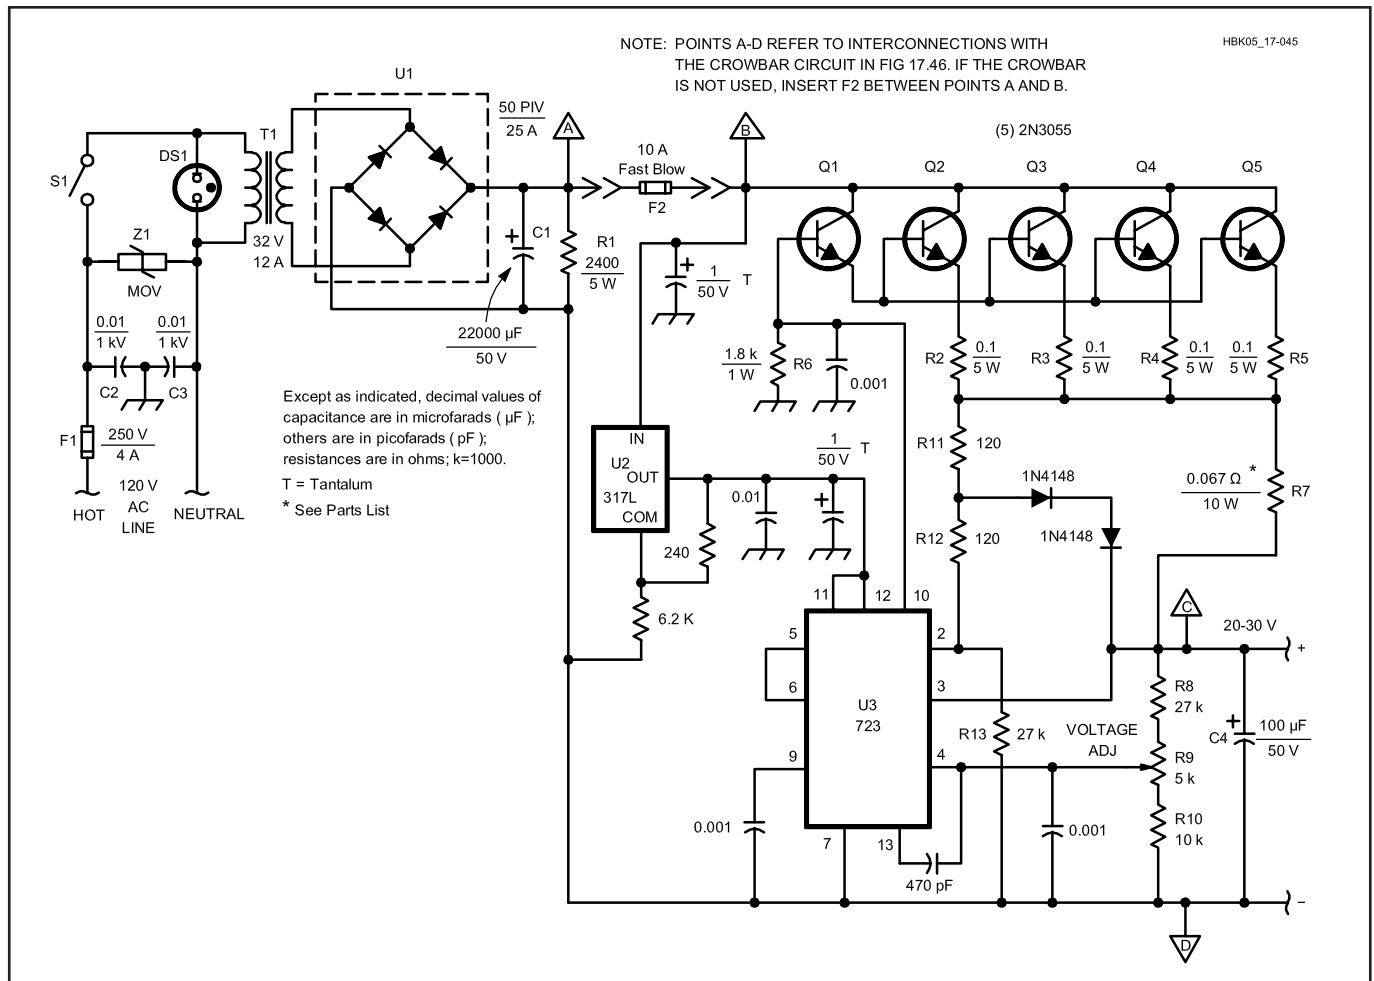 NOTE: POINTS A-D REFER TO INTERCONNECTIONS WITH
THE CROWBAR CIRCUIT IN FIG 17.46. IF THE CROWBAR
IS NOT USED, INSERT F2 BETWEEN POINTS A AND B.
HBK05_17-045
U1
50 PIV
25 A
A
B
(5) 2N3055
10 A
Fast Blow
F2
Q1
Q2
Q3
Q4
Q5
S1
DS1
T1
32 V
12 A
Z1
MOV
C1
R1
2400
5 W
1
50 V
T
22000 µF
50 V
0.01
1 kV
0.01
1 kV
C2
C3
F1
250 V
4 A
HOT
120 V
AC
LINE
NEUTRAL
Except as indicated, decimal values of
capacitance are in microfarads ( µF );
others are in picofarads ( pF );
resistances are in ohms; k=1000.
T = Tantalum
* See Parts List
1.8 k
1 W
R6
0.001
R2
0.1
5 W
R3
0.1
5 W
R4
0.1
5 W
0.1
5 W
R5
IN
U2
OUT
317L
COM
240
6.2 K
0.01
1
50 V
T
R11
120
R12
120
1N4148
1N4148
0.067 Ω *
10 W
R7
11
12
10
5
6
9
2
3
4
7
13
U3
723
0.001
470 pF
R13
27 k
0.001
VOLTAGE
ADJ
C
20-30 V
+
R8
27 k
R9
5 k
R10
10 k
C4
+
100 µF
50 V
–
D